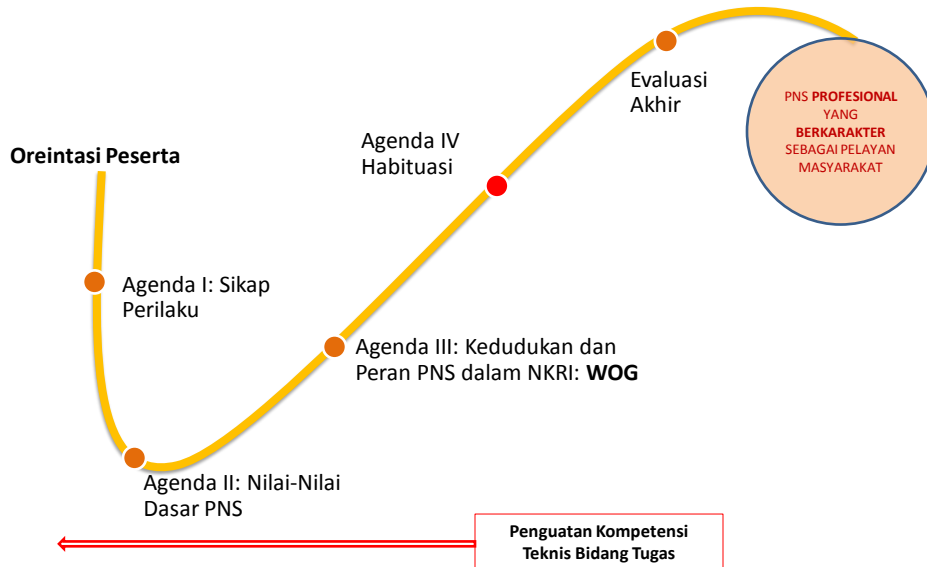 Oreintasi Peserta
Agenda I: Sikap
Perilaku
Agenda II: Nilai-Nilai
Dasar PNS
Agenda III: Kedudukan dan
Peran PNS dalam NKRI: WOG
Agenda IV
Habituasi
Evaluasi
Akhir
PNS PROFESIONAL
YANG
BERKARAKTER
SEBAGAI PELAYAN
MASYARAKAT
Penguatan Kompetensi
Teknis Bidang Tugas